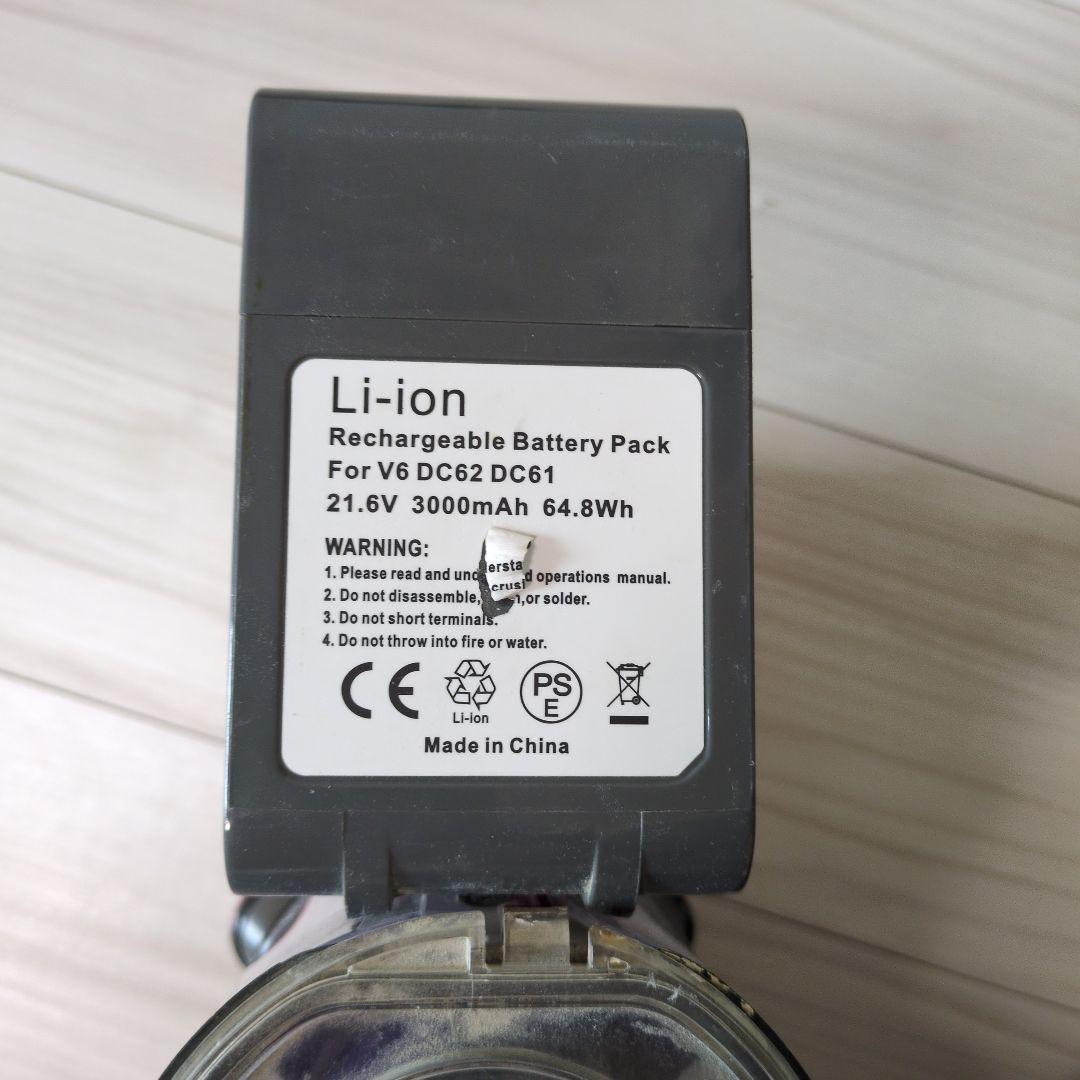 Li-ion
Rechargeable Battery Pack
For V6 DC62 DC61
21.6V 3000mAh 64.8Wh
WARNING:
1. Please read and understand operations manual.
2. Do not disassemble, crush, or solder.
3. Do not short terminals.
4. Do not throw into fire or water.
CE
Li-ion
PS
E
Made in China